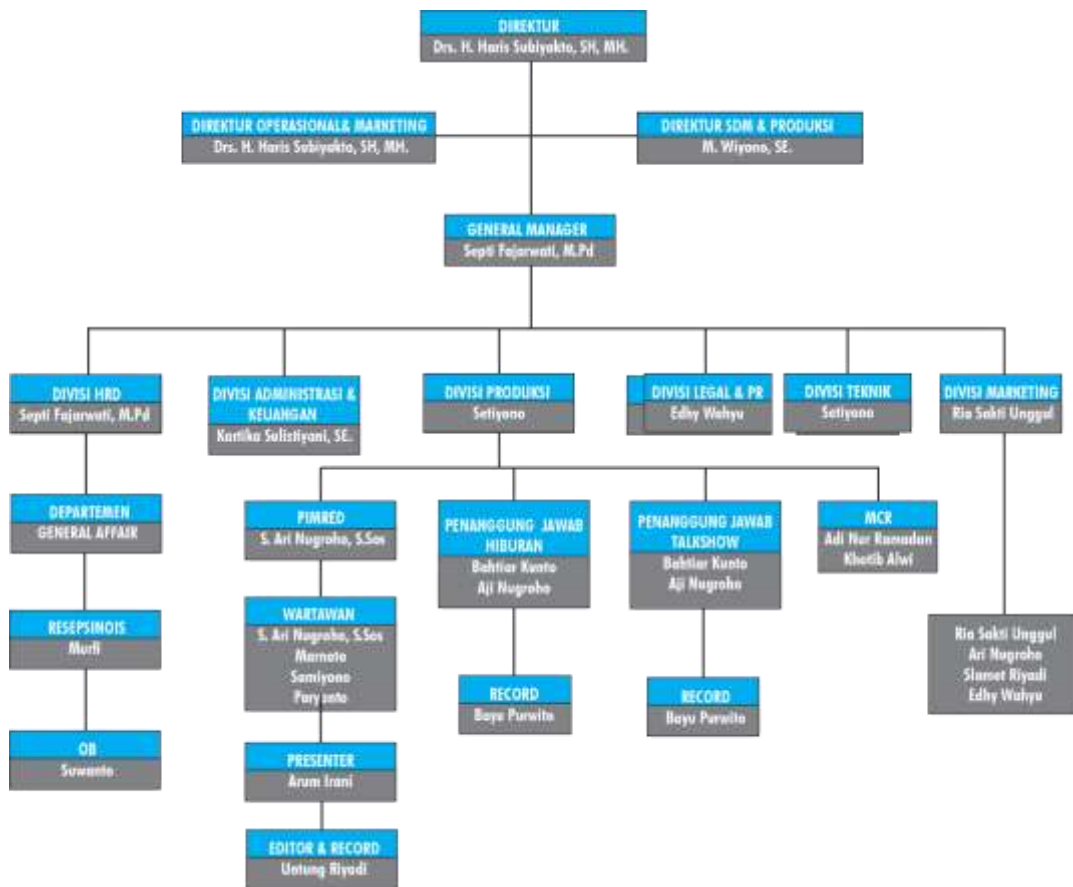 DIREKTUR
Drs. H. Haris Subiyakto, SH, MH.
DIREKTUR OPERASIONAL& MARKETING
Drs. H. Haris Subiyakto, SH, MH.
DIREKTUR SDM & PRODUKSI
M. Wiyono, SE.
GENERAL MANAGER
Septi Fajarwati, M.Pd
DIVISI HRD
Septi Fajarwati, M.Pd
DIVISI ADMINISTRASI &
KEUANGAN
Kartika Sulistiyani, SE.
DIVISI PRODUKSI
Setiyono
DIVISI LEGAL & PR
Edhy Wahyu
DIVISI TEKNIK
Setiyono
DIVISI MARKETING
Ria Sakti Unggul
DEPARTEMEN
GENERAL AFFAIR
RESEPSINOIS
Murfi
OB
Suwanto
PIMRED
S. Ari Nugroho, S.Sos
WARTAWAN
S. Ari Nugroho, S.Sos
Marnoto
Samiyono
Paryanto
PRESENTER
Arum Irani
EDITOR & RECORD
Untung Riyadi
PENANGGUNG JAWAB
HIBURAN
Bahtiar Kunto
Aji Nugroho
RECORD
Bayu Purwito
PENANGGUNG JAWAB
TALKSHOW
Bahtiar Kunto
Aji Nugroho
RECORD
Bayu Purwito
MCR
Adi Nur Ramadan
Khotib Alwi
Ria Sakti Unggul
Ari Nugroho
Slamet Riyadi
Edhy Wahyu